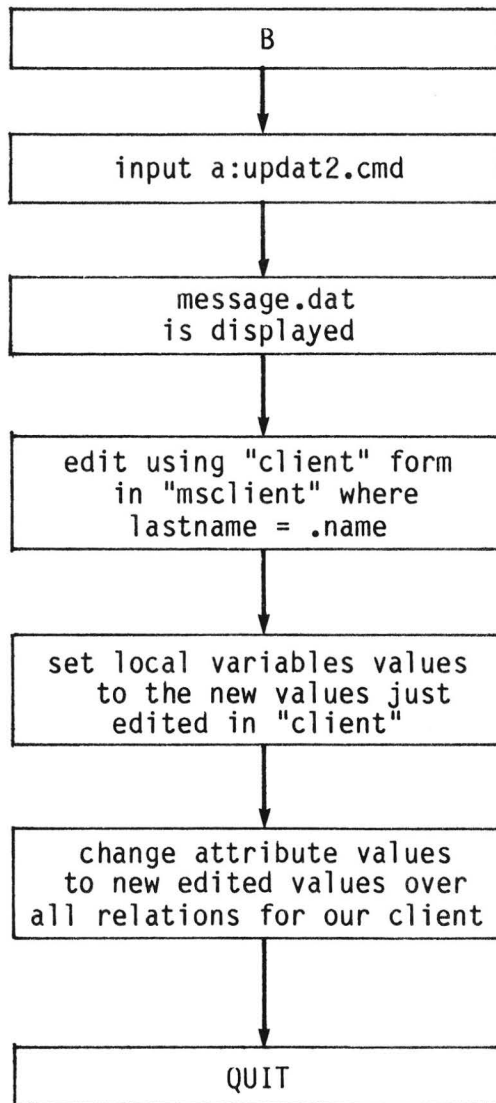 B
input a:updat2.cmd
message.dat
is displayed
edit using "client" form
in "msclient" where
lastname = .name
set local variables values
to the new values just
edited in "client"
change attribute values
to new edited values over
all relations for our client
QUIT